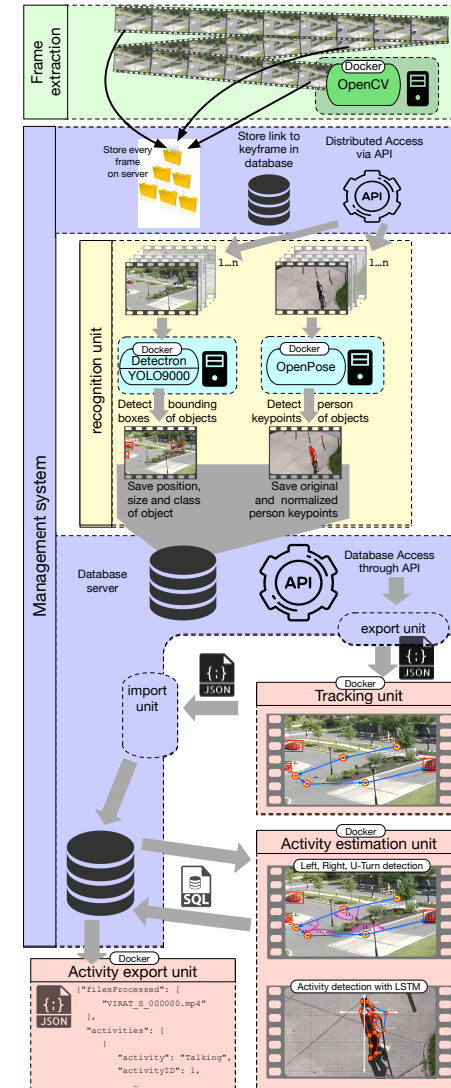 Frame
extraction
Docker
OpenCV
Management system
Store every
frame
on server
Store link to
keyframe in
database
Distributed Access
via API
API
recognition unit
1…n
1…n
Docker
Detectron
YOLO9000
Docker
OpenPose
Detect bounding
boxes of objects
Detect person
keypoints of objects
Save position,
size and class
of object
Save original
and normalized
person keypoints
Database
server
API
Database Access
through API
export unit
{:}
JSON
import
unit
{:}
JSON
Docker
Tracking unit
Docker
Activity estimation unit
Left, Right, U-Turn detection
SQL
Activity detection with LSTM
Docker
Activity export unit
{:}
JSON
{"filesProcessed": [
"VIRAT_S_000000.mp4"
],
"activities": [
{
"activity": "Talking",
"activityID": 1,
…